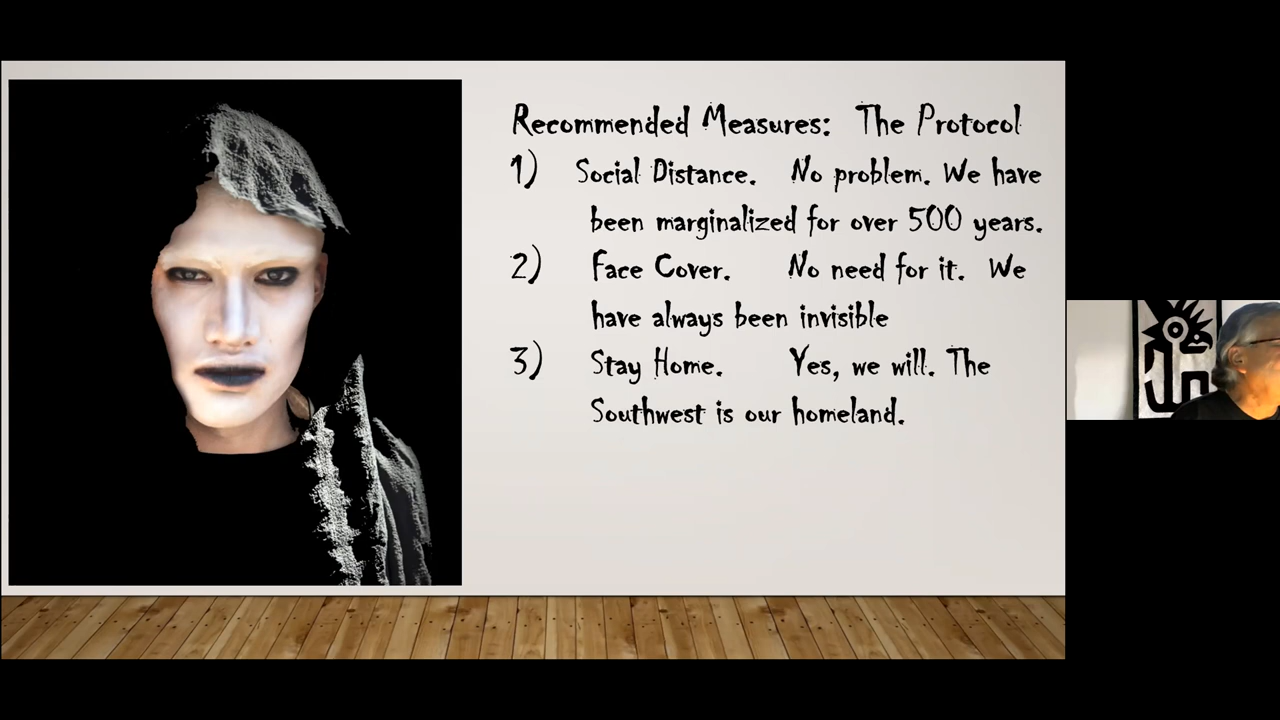 Recommended Measures: The Protocol
1) Social Distance. No problem. We have
been marginalized for over 500 years.
2) Face Cover. No need for it. We
have always been invisible
3) Stay Home. Yes, we will. The
Southwest is our homeland.